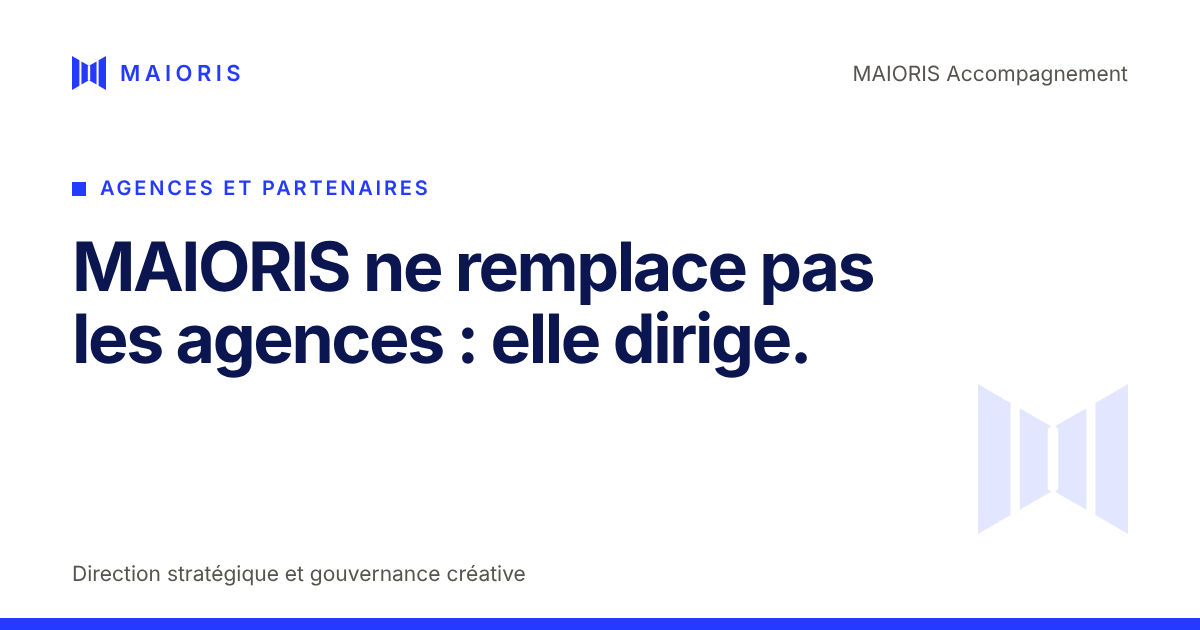 MAIORIS
MAIORIS Accompagnement
AGENCES ET PARTENAIRES
MAIORIS ne remplace pas
les agences : elle dirige.
Direction stratégique et gouvernance créative